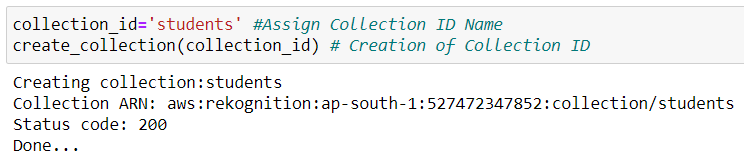 collection_id='students' #Assign Collection ID Name
create_collection(collection_id) # Creation of Collection ID
Creating collection:students
Collection ARN: aws:rekognition:ap-south-1:527472347852:collection/students
Status code: 200
Done...